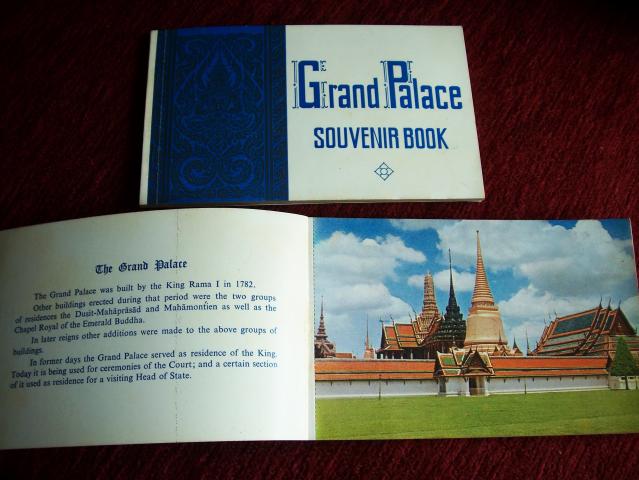 Grand Palace
SOUVENIR BOOK
The Grand Palace
The Grand Palace was built by the King Rama I in 1782.
Other buildings erected during that period were the two groups
of residences the Dusit-Mahāprāsād and Mahāmontien as well as the
Chapel Royal of the Emerald Buddha.
In later reigns other additions were made to the above groups of
buildings.
In former days the Grand Palace served as residence of the King.
Today it is being used for ceremonies of the Court; and a certain section
of it used as residence for a visiting Head of State.